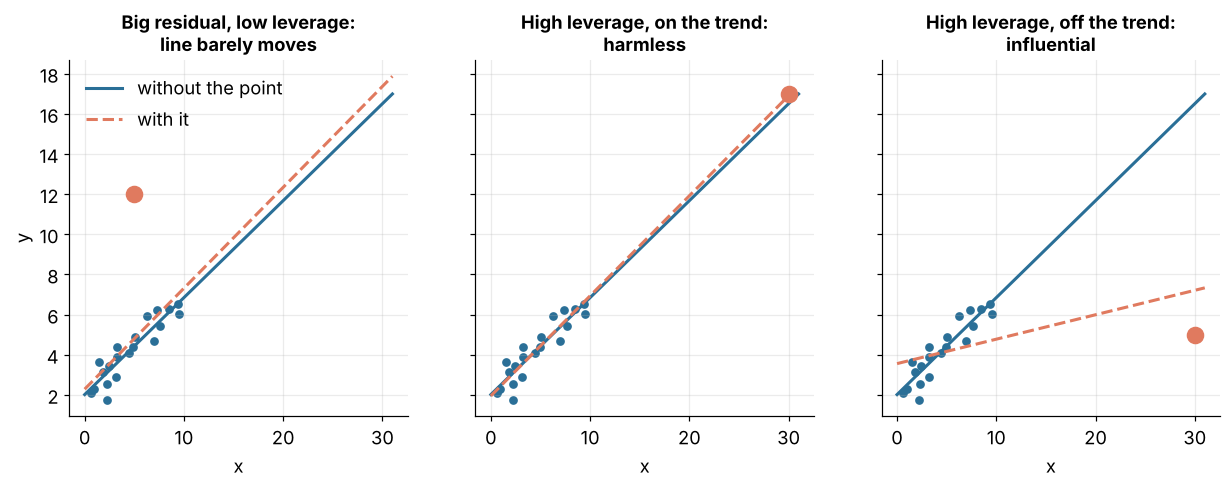 Big residual, low leverage:
line barely moves
High leverage, on the trend:
harmless
High leverage, off the trend:
influential
without the point
with it
18
16
14
12
10
8
6
4
2
y
0 10 20 30
0 10 20 30
0 10 20 30
x
x
x